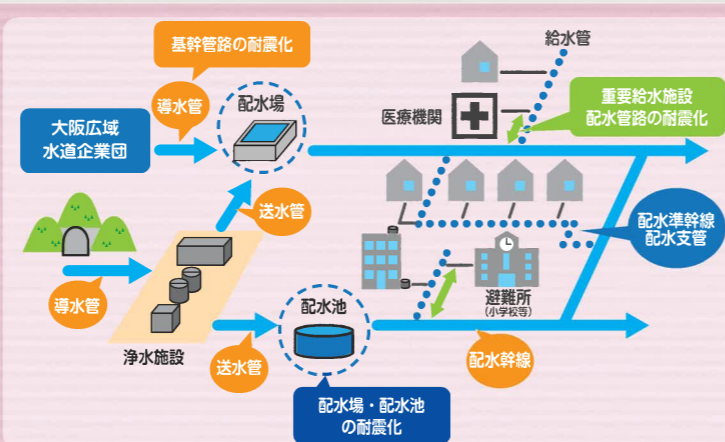 基幹管路の耐震化
給水管
導水管
配水場
医療機関
重要給水施設
配水管路の耐震化
大阪広域
水道企業団
送水管
配水準幹線
配水支管
導水管
配水池
避難所
(小学校等)
浄水施設
送水管
配水幹線
配水場・配水池
の耐震化